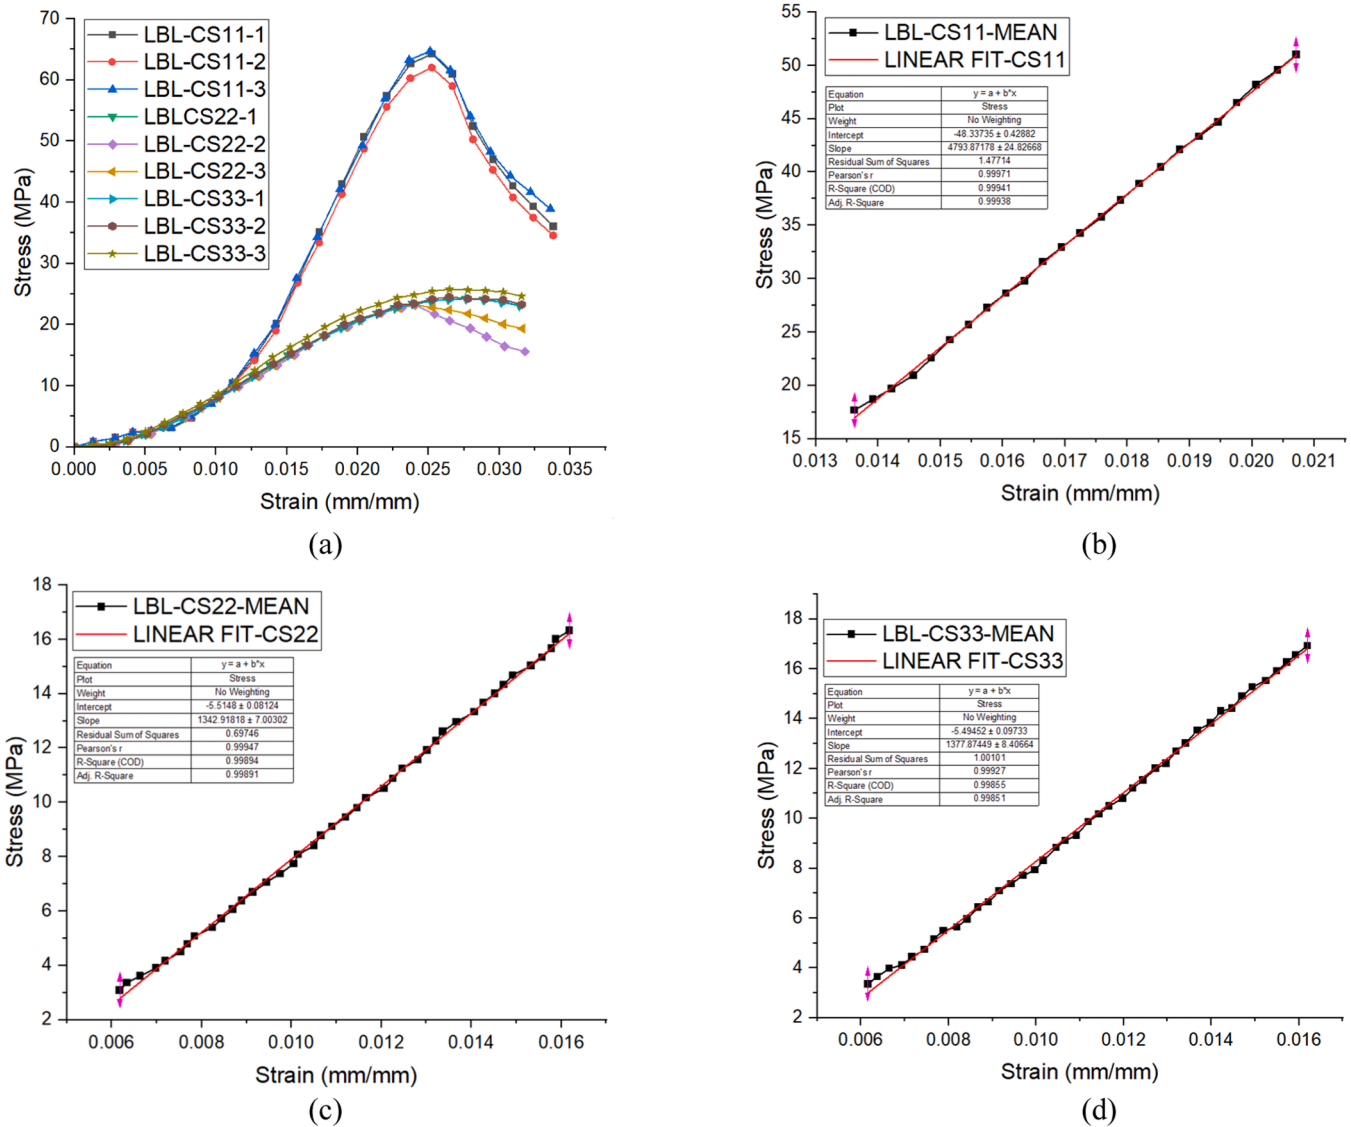 70
60
50
40
30
20
10
0
Stress (MPa)
LBL-CS11-1
LBL-CS11-2
LBL-CS11-3
LBLCS22-1
LBL-CS22-2
LBL-CS22-3
LBL-CS33-1
LBL-CS33-2
LBL-CS33-3
0.000 0.005 0.010 0.015 0.020 0.025 0.030 0.035
Strain (mm/mm)
(a)
55
50
45
40
35
30
25
20
15
Stress (MPa)
LBL-CS11-MEAN
LINEAR FIT-CS11
Equation y = a + b*x
Plot Stress
Weight No Weighting
Intercept -48.33735 ± 0.42882
Slope 4793.87178 ± 24.82668
Residual Sum of Squares 1.47714
Pearson's r 0.99971
R-Square (COD) 0.99941
Adj. R-Square 0.99938
0.013 0.014 0.015 0.016 0.017 0.018 0.019 0.020 0.021
Strain (mm/mm)
(b)
18
16
14
12
10
8
6
4
2
Stress (MPa)
LBL-CS22-MEAN
LINEAR FIT-CS22
Equation y = a + b*x
Plot Stress
Weight No Weighting
Intercept -5.5148 ± 0.08124
Slope 1342.91818 ± 7.00302
Residual Sum of Squares 0.69746
Pearson's r 0.99947
R-Square (COD) 0.99894
Adj. R-Square 0.99891
0.006 0.008 0.010 0.012 0.014 0.016
Strain (mm/mm)
(c)
18
16
14
12
10
8
6
4
2
Stress (MPa)
LBL-CS33-MEAN
LINEAR FIT-CS33
Equation y = a + b*x
Plot Stress
Weight No Weighting
Intercept -5.49452 ± 0.09733
Slope 1377.87449 ± 8.40664
Residual Sum of Squares 1.00101
Pearson's r 0.99927
R-Square (COD) 0.99855
Adj. R-Square 0.99851
0.006 0.008 0.010 0.012 0.014 0.016
Strain (mm/mm)
(d)